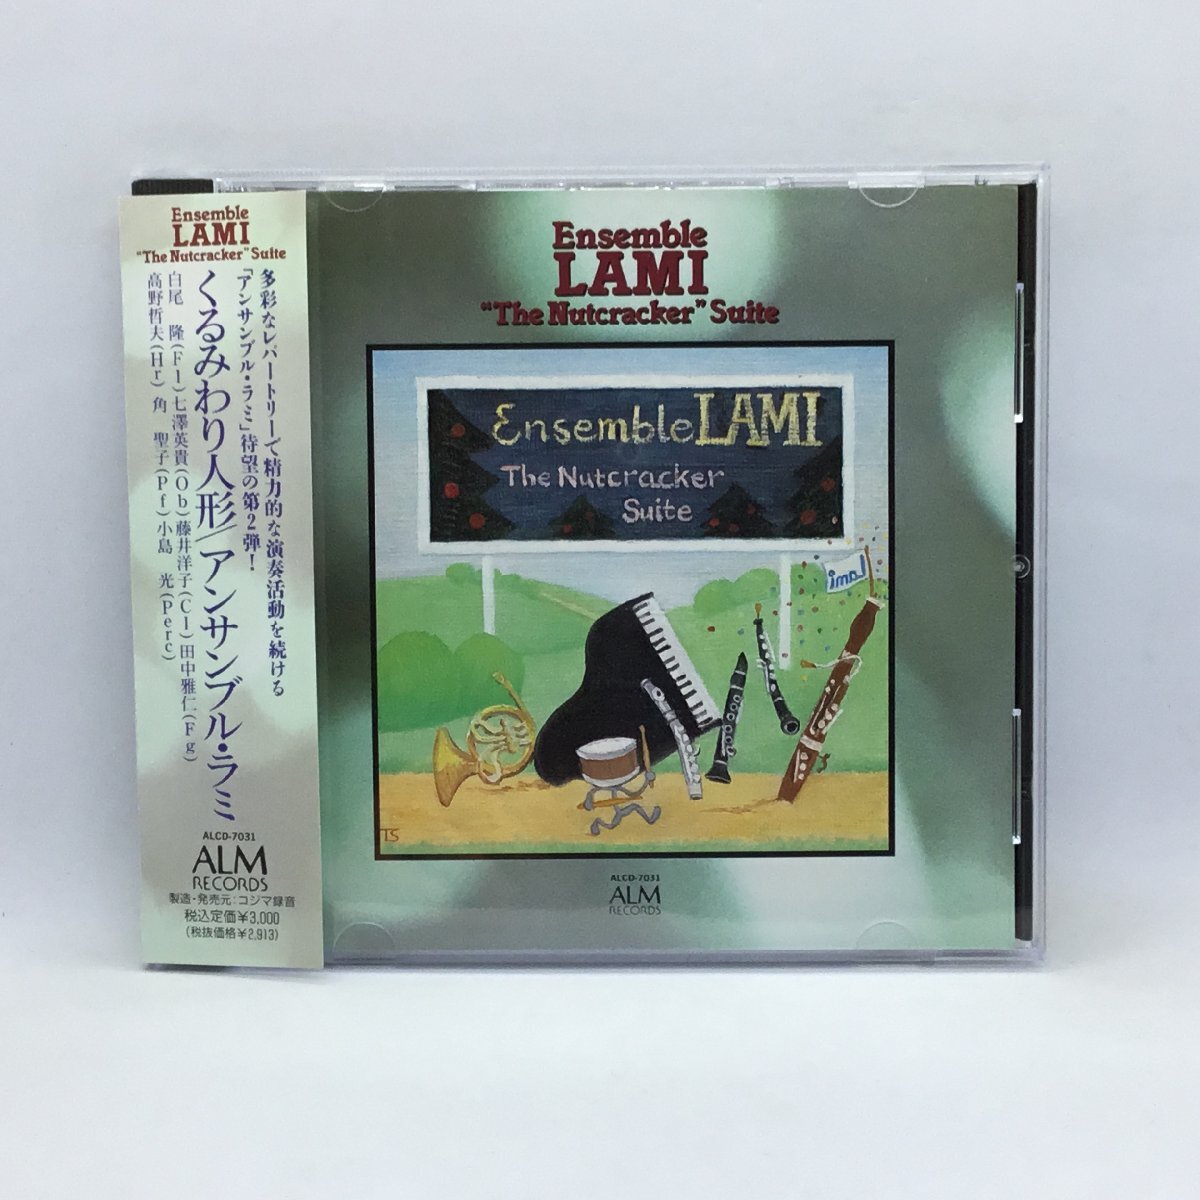 Ensemble
LAMI
"The Nutcracker" Suite
多彩なレパートリーで精力的な演奏活動を続ける
「アンサンブル・ラミ」待望の第2弾!
くるみわり人形/アンサンブル・ラミ
白尾 隆(Fl)七澤英貴(Ob)藤井洋子(Cl)田中雅仁(Fg)
高野哲夫(Hr)角 聖子(Pf)小島 光(Perc)
ALCD-7031
ALM
RECORDS
製造・発売元:コジマ録音
税込定価¥3,000
(税抜価格¥2,913)
Ensemble
LAMI
"The Nutcracker" Suite
Ensemble LAMI
The Nutcracker
Suite
Lami
TS
ALCD-7031
ALM
RECORDS